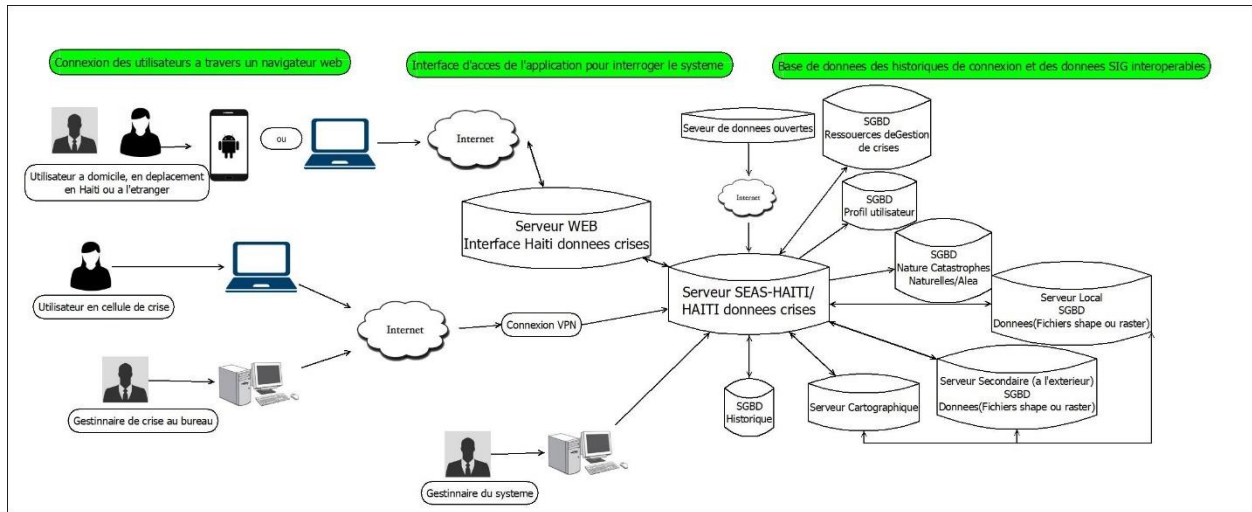 Connexion des utilisateurs a travers un navigateur web
Interface d'acces de l'application pour interroger le systeme
Base de donnees des historiques de connexion et des donnees SIG interoperables
ou
Internet
Utilisateur a domicile, en deplacement
en Haiti ou a l'etranger
Seveur de donnees ouvertes
SGBD
Ressouerces deGestion
de crises
Internet
SGBD
Profil utilisateur
Serveur WEB
Interface Haiti donnees crises
SGBD
Nature Catastrophes
Naturelles/Alea
Utilisateur en cellule de crise
Serveur SEAS-HAITI/
HAITI donnees crises
Serveur Local
SGBD
Donnees(Fichiers shape ou raster)
Internet
Connexion VPN
Gestinnaire de crise au bureau
SGBD
Historique
Serveur Cartographique
Serveur Secondaire (a l'exterieur)
SGBD
Donnees(Fichiers shape ou raster)
Gestinnaire du systeme